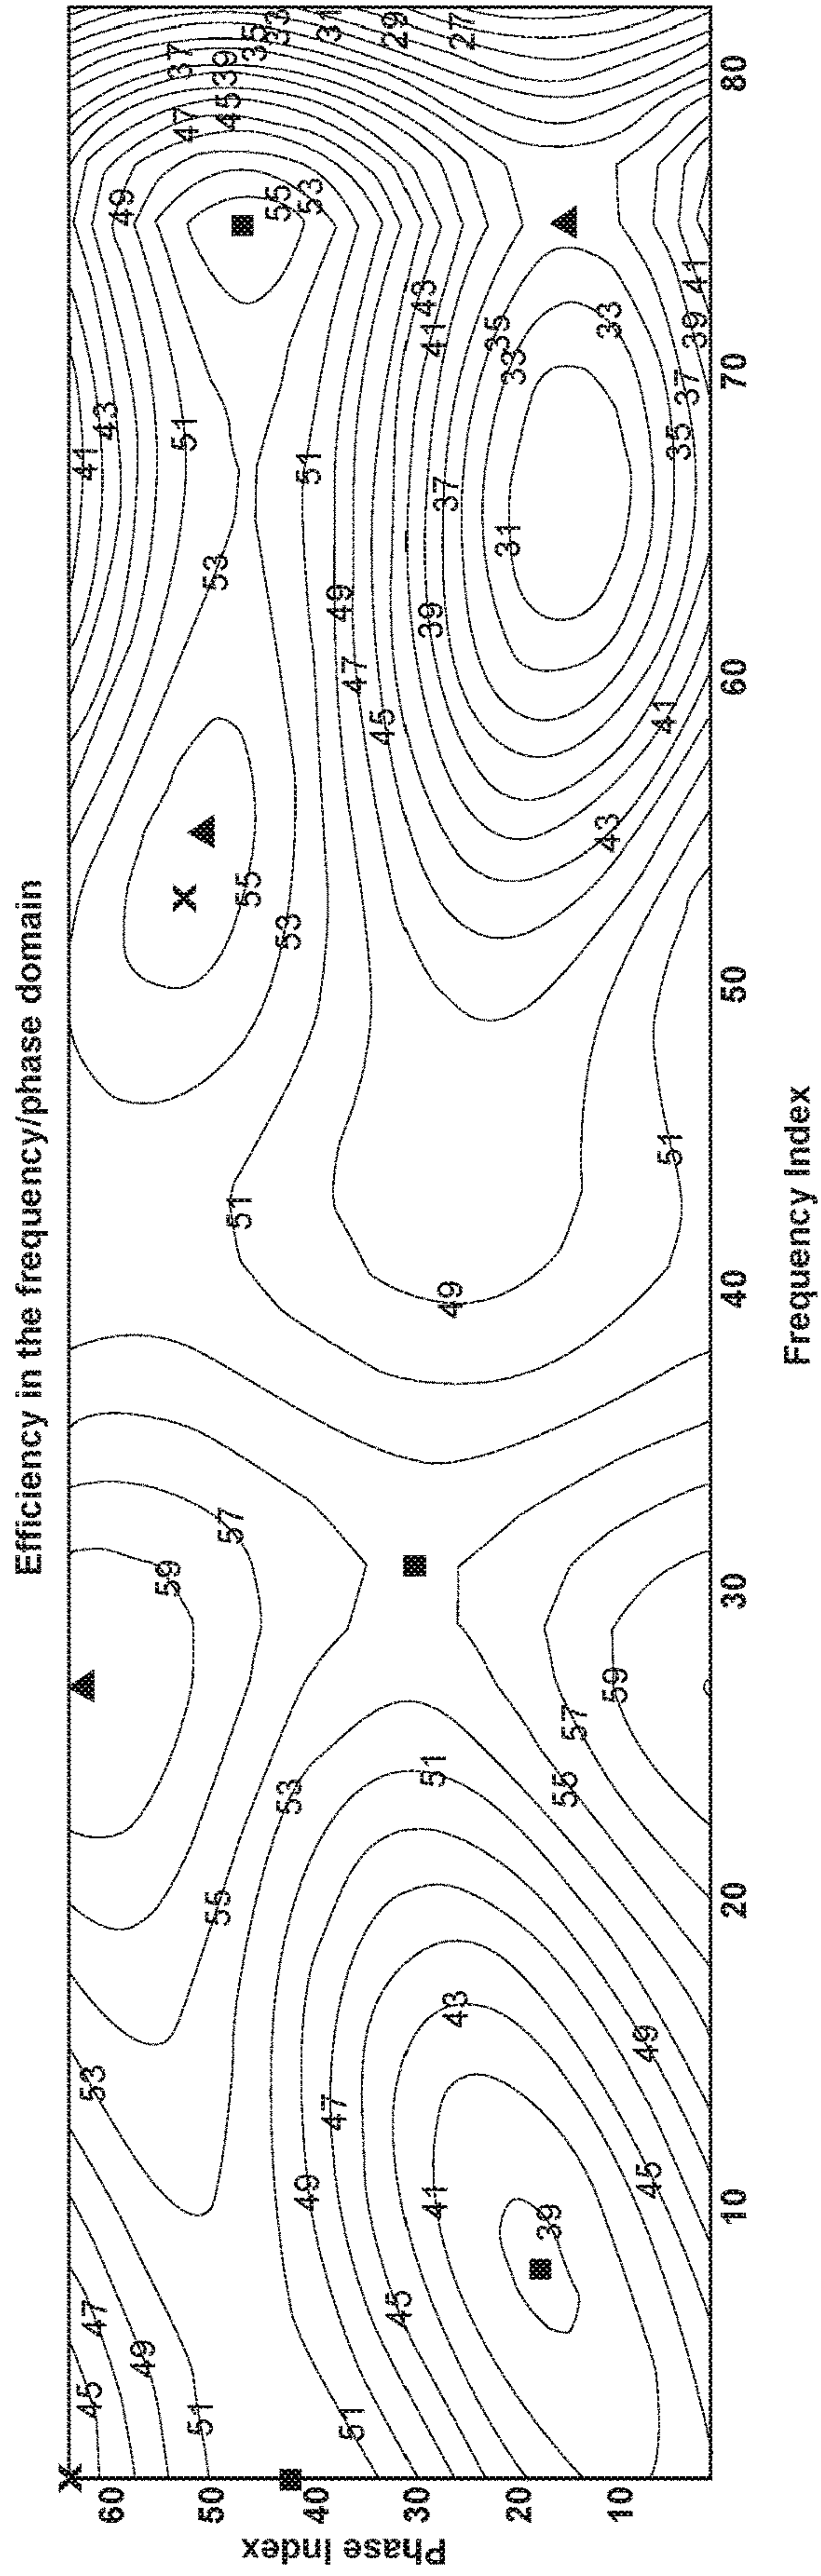 Efficiency in the frequency/phase domain
Phase Index
60
50
40
30
20
10
45 47 53 41 43
49 49
59 51 47 37
51 55 57 51 53 45 39
55 55 35 33
53 53 53
49 51 31
51 47 47 49
45 45 29
41 51 39 41 43
43 49 37 27
31 33 35
39 55 57 59 43 33
45 49 51 41 35 37 39 41
10 20 30 40 50 60 70 80
Frequency Index